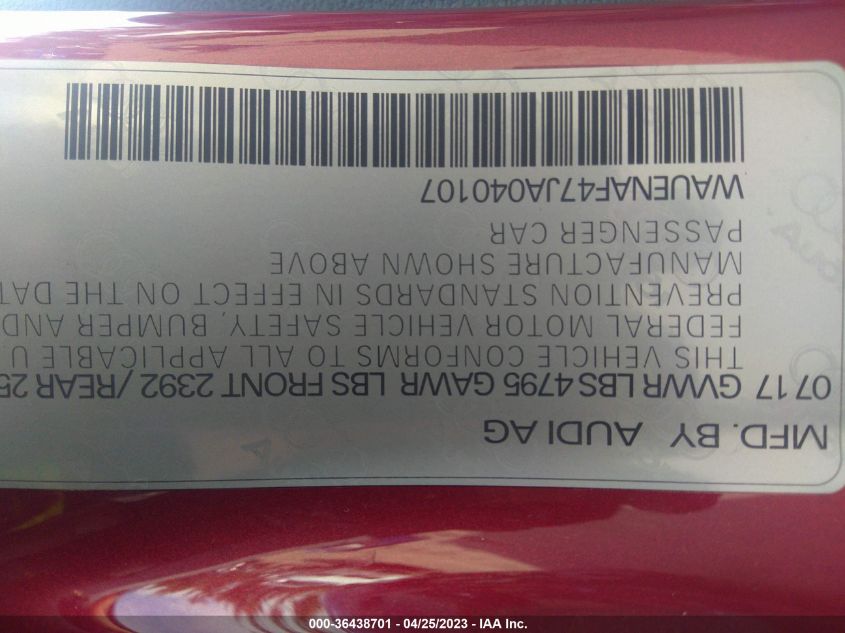 MFD. BY AUDI AG
07 17 GVWR LBS 4795 GAWR LBS FRONT 2392 / REAR 25
THIS VEHICLE CONFORMS TO ALL APPLICABLE U
FEDERAL MOTOR VEHICLE SAFETY, BUMPER AND
PREVENTION STANDARDS IN EFFECT ON THE DAT
MANUFACTURE SHOWN ABOVE
PASSENGER CAR
WAUENAF47JA040107
000-36438701 - 04/25/2023 - IAA Inc.